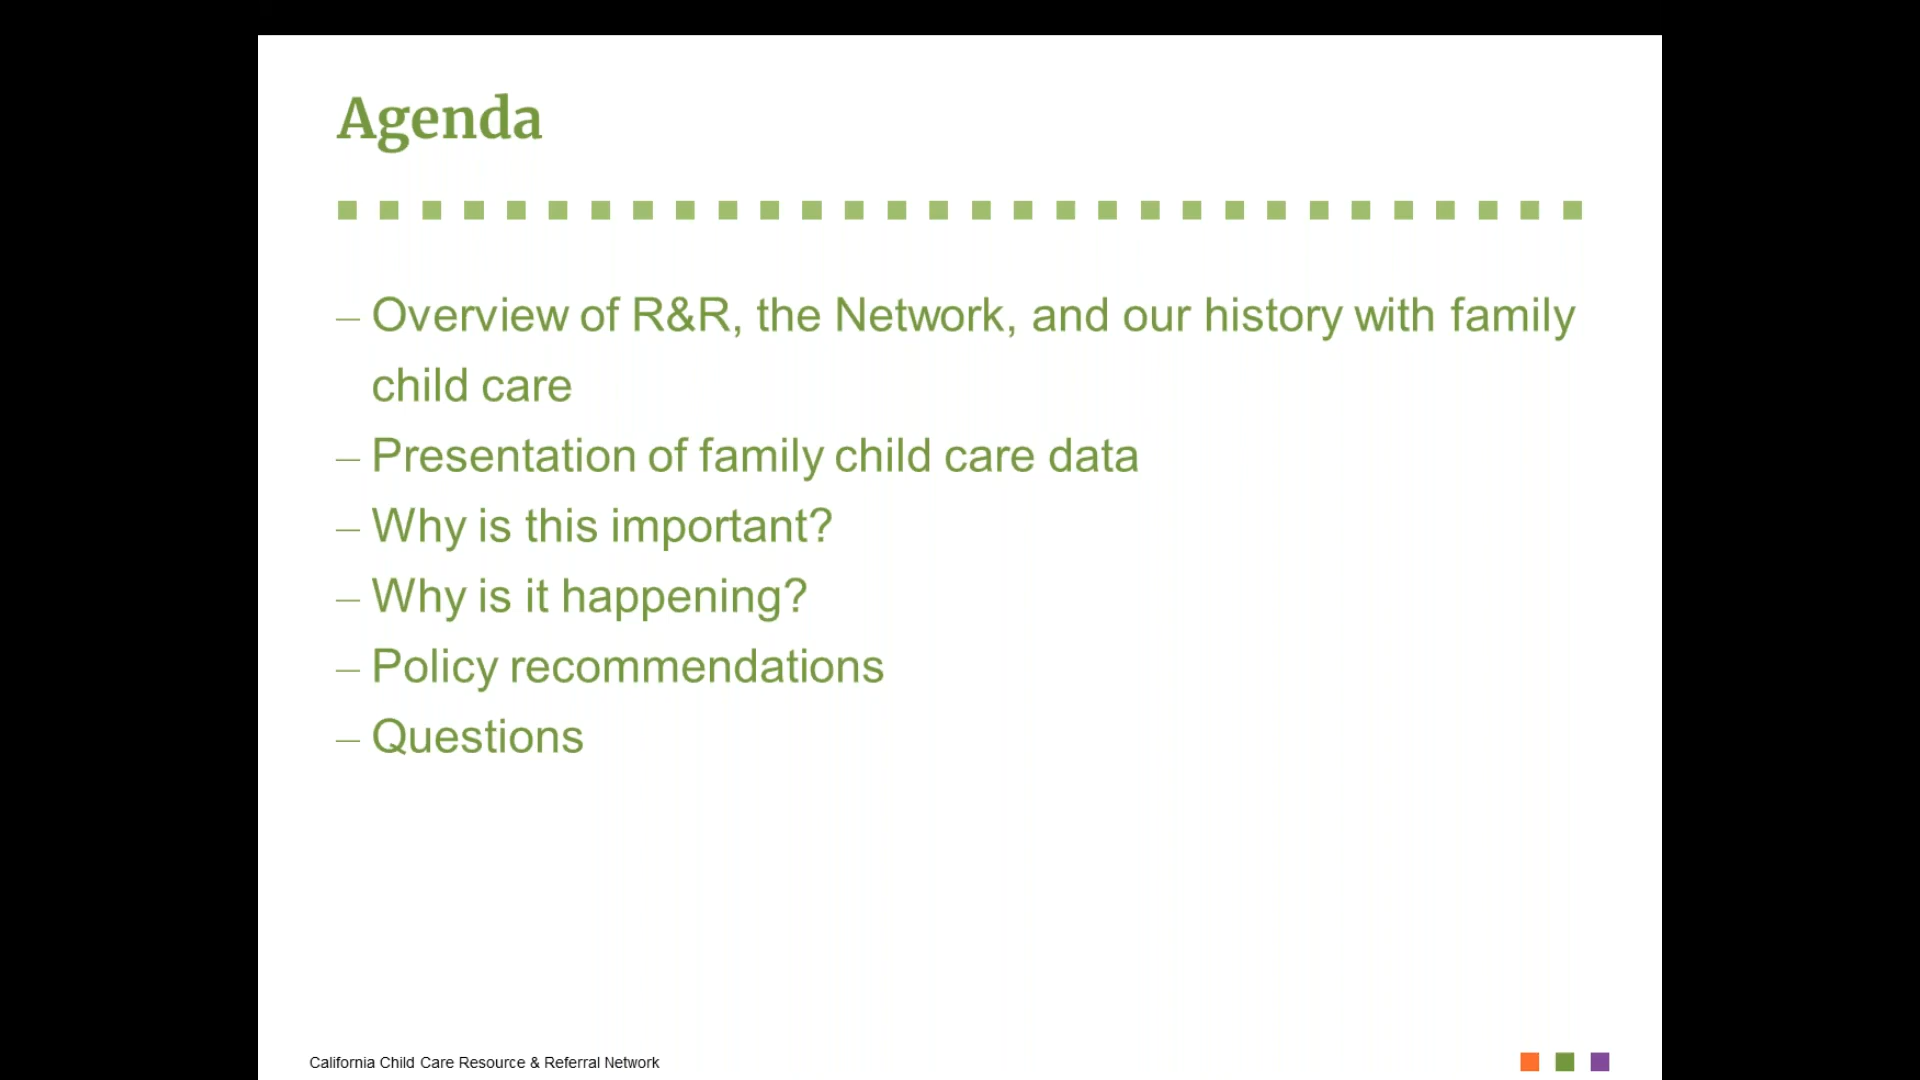 Agenda
– Overview of R&R, the Network, and our history with family
child care
– Presentation of family child care data
– Why is this important?
– Why is it happening?
– Policy recommendations
– Questions
California Child Care Resource & Referral Network